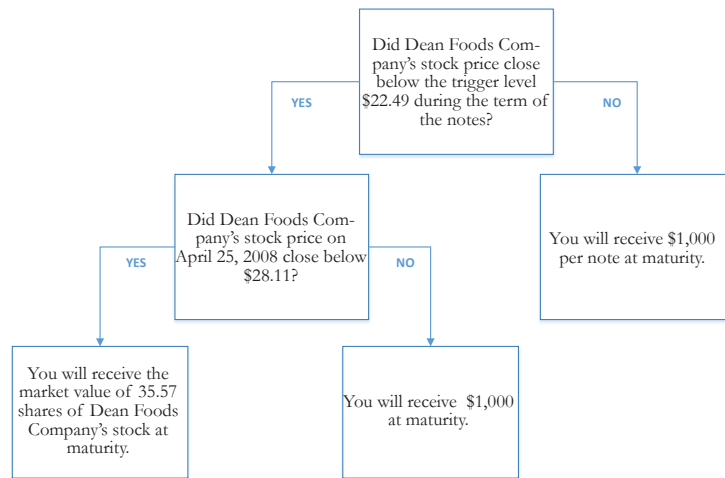 Did Dean Foods Com-
pany's stock price close
below the trigger level
$22.49 during the term of
the notes?
YES
NO
Did Dean Foods Com-
pany's stock price on
April 25, 2008 close below
$28.11?
You will receive $1,000
per note at maturity.
YES
NO
You will receive the
market value of 35.57
shares of Dean Foods
Company's stock at
maturity.
You will receive $1,000
at maturity.